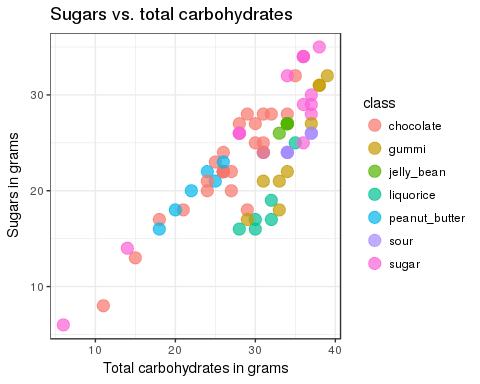 Sugars vs. total carbohydrates
Sugars in grams
30
20
10
10 20 30 40
Total carbohydrates in grams
class
chocolate
gummi
jelly_bean
liquorice
peanut_butter
sour
sugar